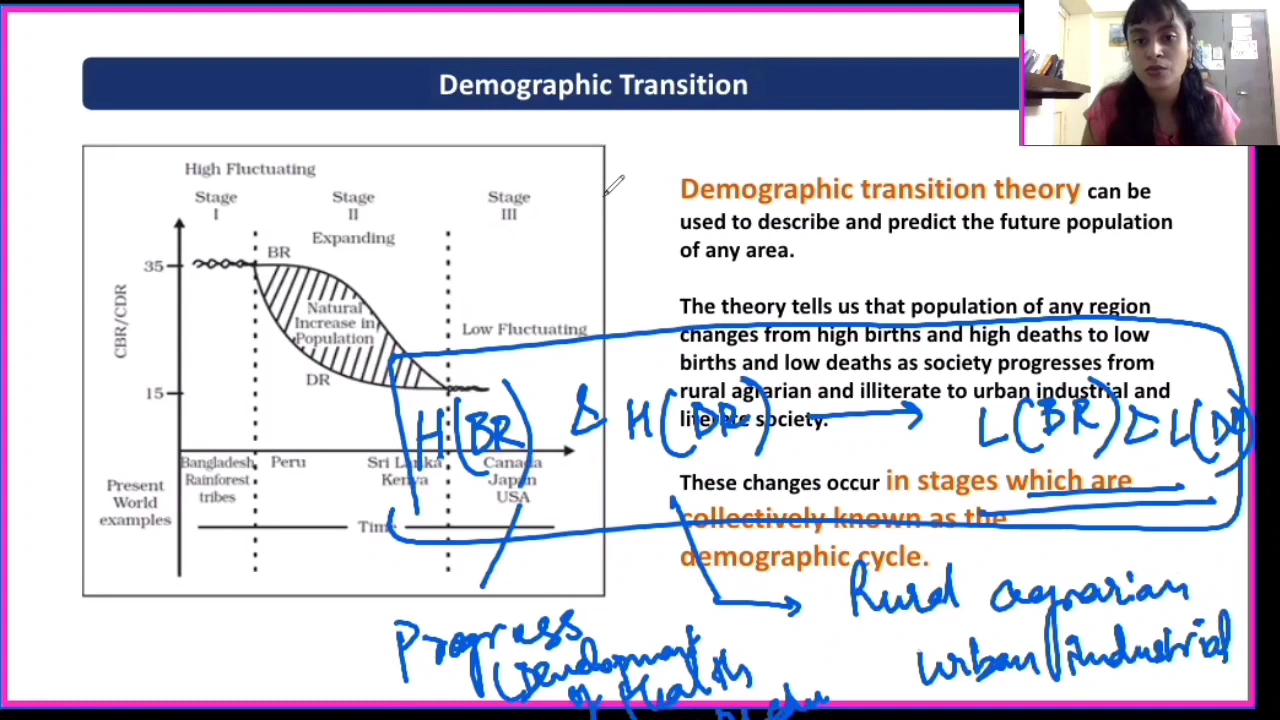 Demographic Transition
High Fluctuating
Stage Stage Stage
I II III
Expanding
BR
35
CBR/CDR
Natural
Increase in
Population
Low Fluctuating
DR
15
Bangladesh Peru Sri Lanka Canada
Rainforest Kenya Japan
tribes USA
Present
World
examples
Time
Demographic transition theory can be
used to describe and predict the future population
of any area.
The theory tells us that population of any region
changes from high births and high deaths to low
births and low deaths as society progresses from
rural agrarian and illiterate to urban industrial and
literate society.
These changes occur in stages which are
collectively known as the
demographic cycle.
H(BR) & H(DR) → L(BR) & L(DR)
Progress
(Development
of Health
Rural agrarian
urban/industrial